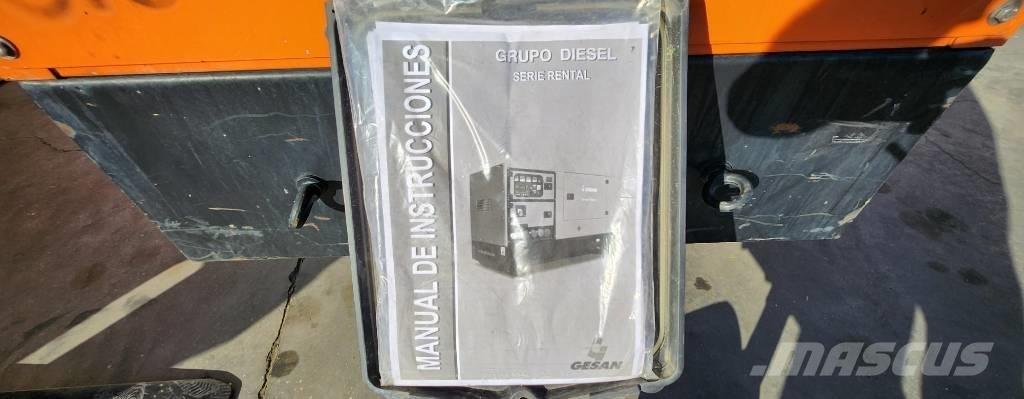 MANUAL DE INSTRUCCIONES
GRUPO DIESEL
SERIE RENTAL
GESAN
MASCUS